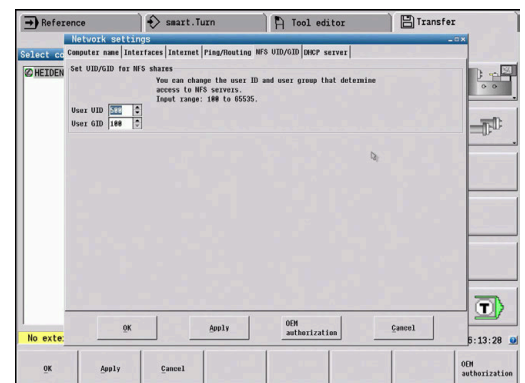 Reference
smart.Turn
Tool editor
Transfer
Network settings
Select co
Computer name
Interfaces
Internet
Ping/Routing
NFS UID/GID
DHCP server
HEIDEN
Set UID/GID for NFS shares
You can change the user ID and user group that determine
access to NFS servers.
Input range: 100 to 65535.
User UID 500
User GID 100
T
OK
Apply
OEM
authorization
Cancel
No exte
6:13:28
OK
Apply
Cancel
OEM
authorization